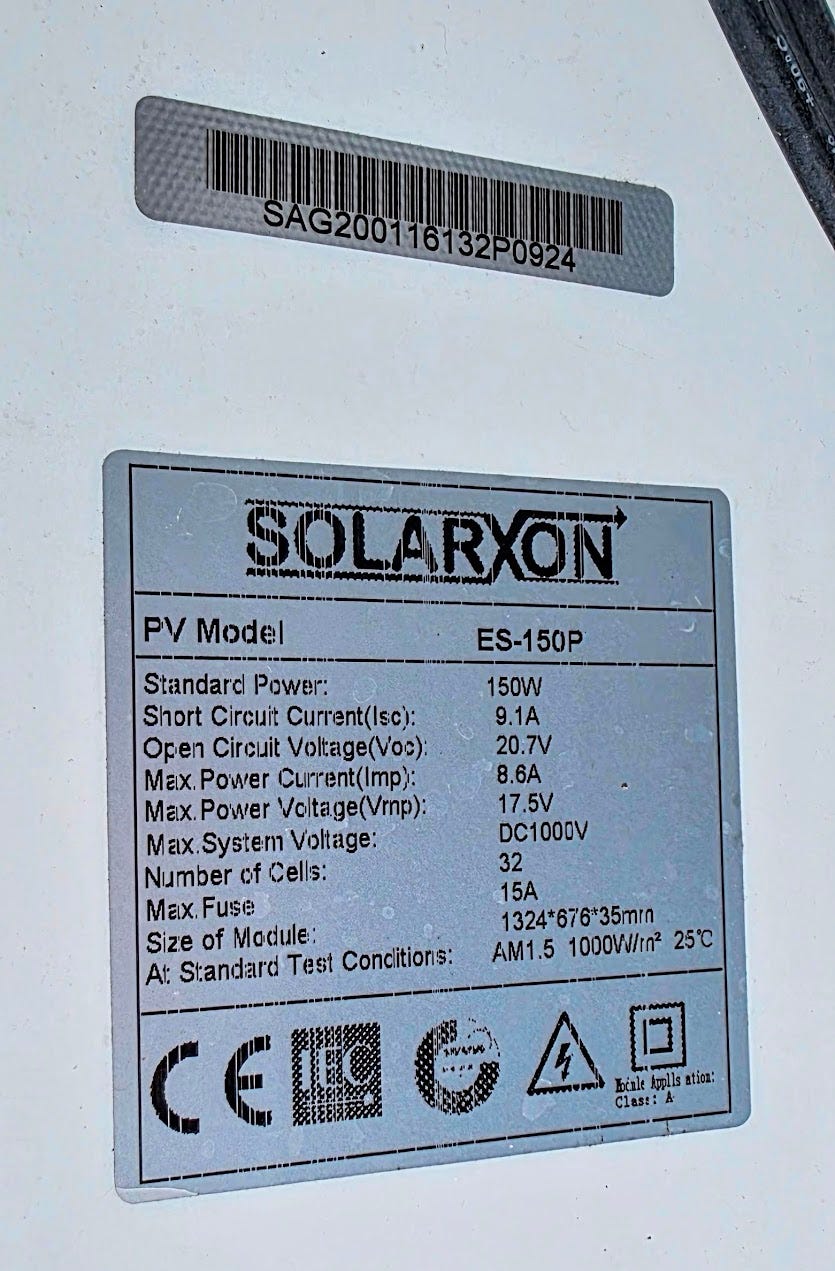 SAG200116132P0924
SOLARXON
PV Model ES-150P
Standard Power: 150W
Short Circuit Current(Isc): 9.1A
Open Circuit Voltage(Voc): 20.7V
Max.Power Current(Imp): 8.6A
Max.Power Voltage(Vmp): 17.5V
Max.System Voltage: DC1000V
Number of Cells: 32
Max.Fuse 15A
Size of Module: 1324*676*35mm
At Standard Test Conditions: AM1.5 1000W/m² 25℃
CE IEC
Module Application:
Class: A